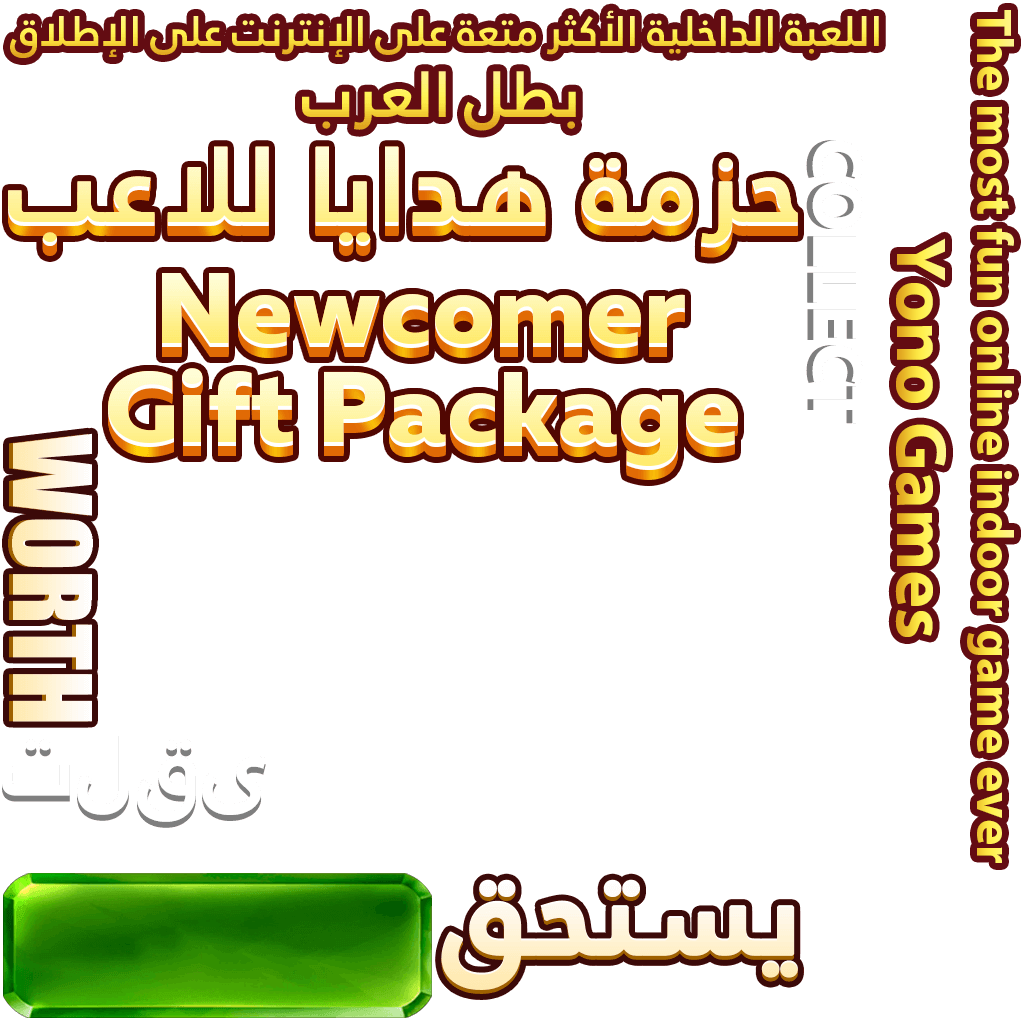 اللعبة الداخلية الأكثر متعة على الإنترنت على الإطلاق
بطل العرب
حزمة هدايا للاعب
Newcomer
Gift Package
COLLECT
Yono Games
The most fun online indoor game ever
WORTH
تلقى
يستحق